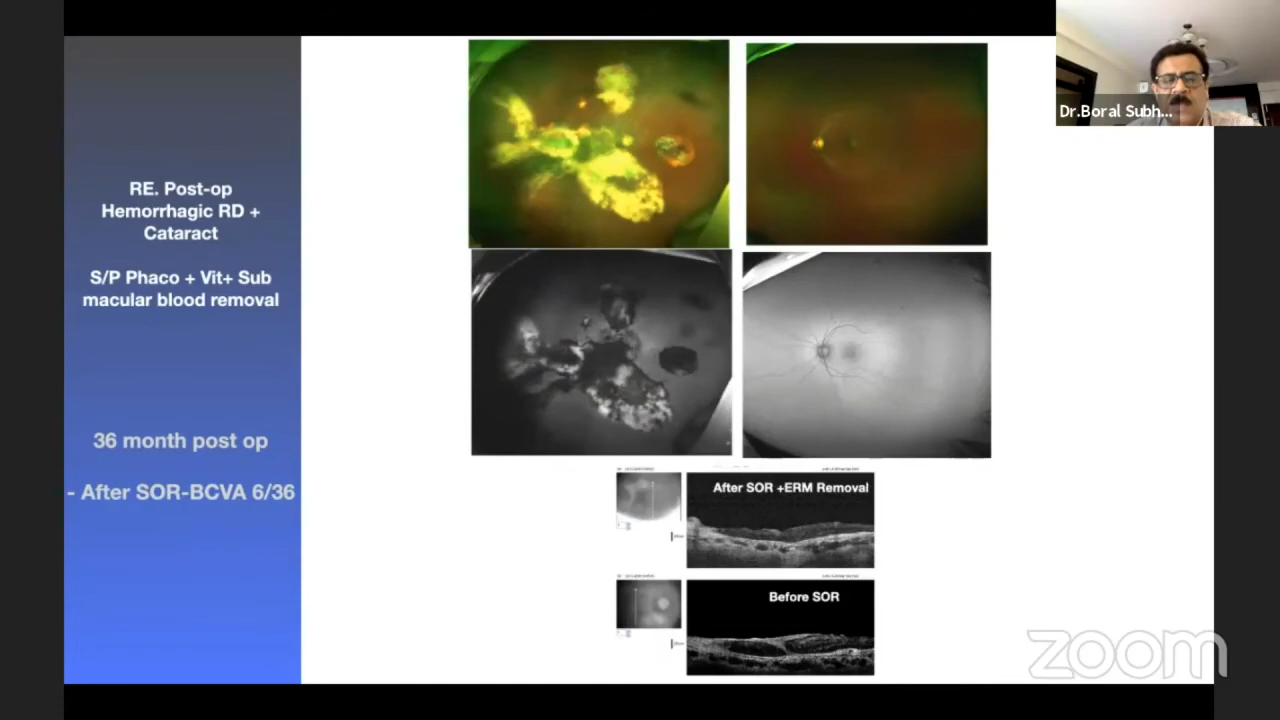 Dr.Boral Subh...
RE. Post-op
Hemorrhagic RD +
Cataract
S/P Phaco + Vit+ Sub
macular blood removal
36 month post op
- After SOR-BCVA 6/36
After SOR +ERM Removal
Before SOR
zoom